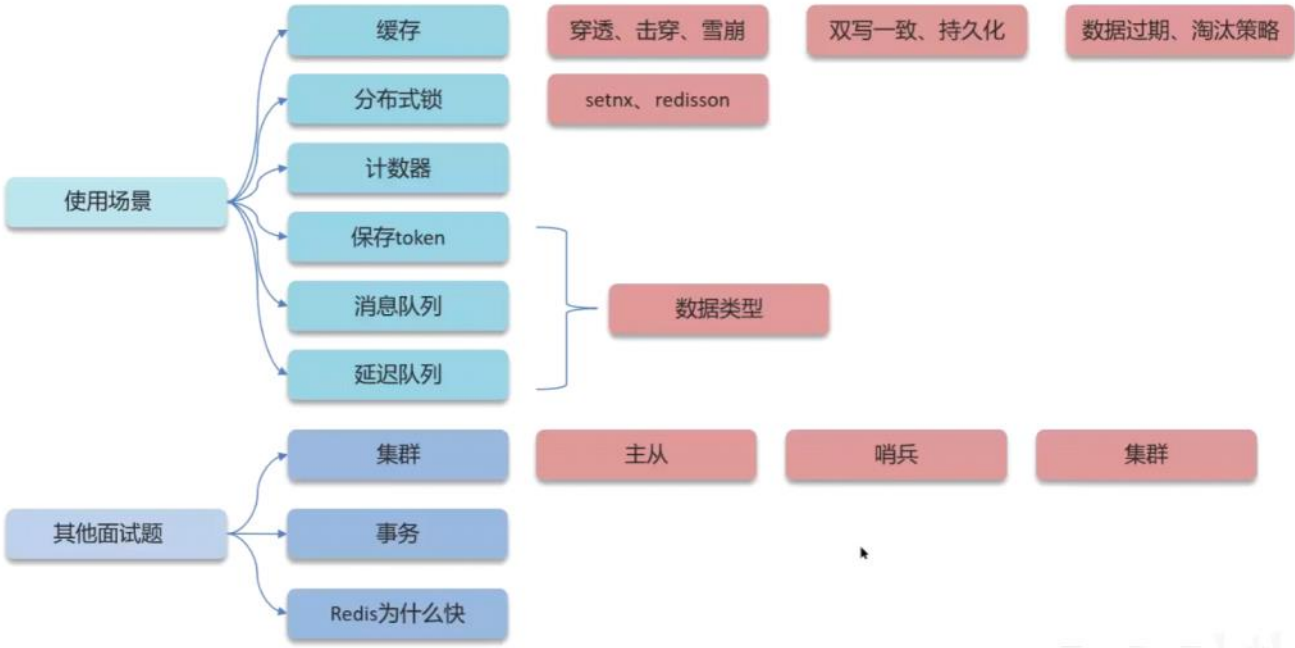 缓存 穿透、击穿、雪崩 双写一致、持久化 数据过期、淘汰策略
分布式锁 setnx、redisson
计数器
使用场景
保存token
消息队列
数据类型
延迟队列
集群 主从 哨兵 集群
其他面试题 事务
Redis为什么快